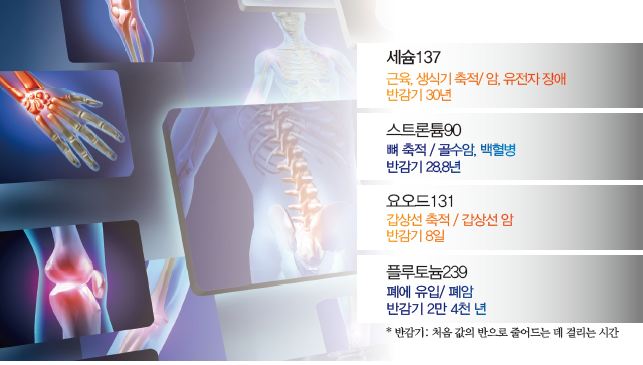 세슘137
근육, 생식기 축적/ 암, 유전자 장애
반감기 30년
스트론튬90
뼈 축적 / 골수암, 백혈병
반감기 28.8년
요오드131
갑상선 축적 / 갑상선 암
반감기 8일
플루토늄239
폐에 유입/ 폐암
반감기 2만 4천 년
* 반감기: 처음 값의 반으로 줄어드는 데 걸리는 시간